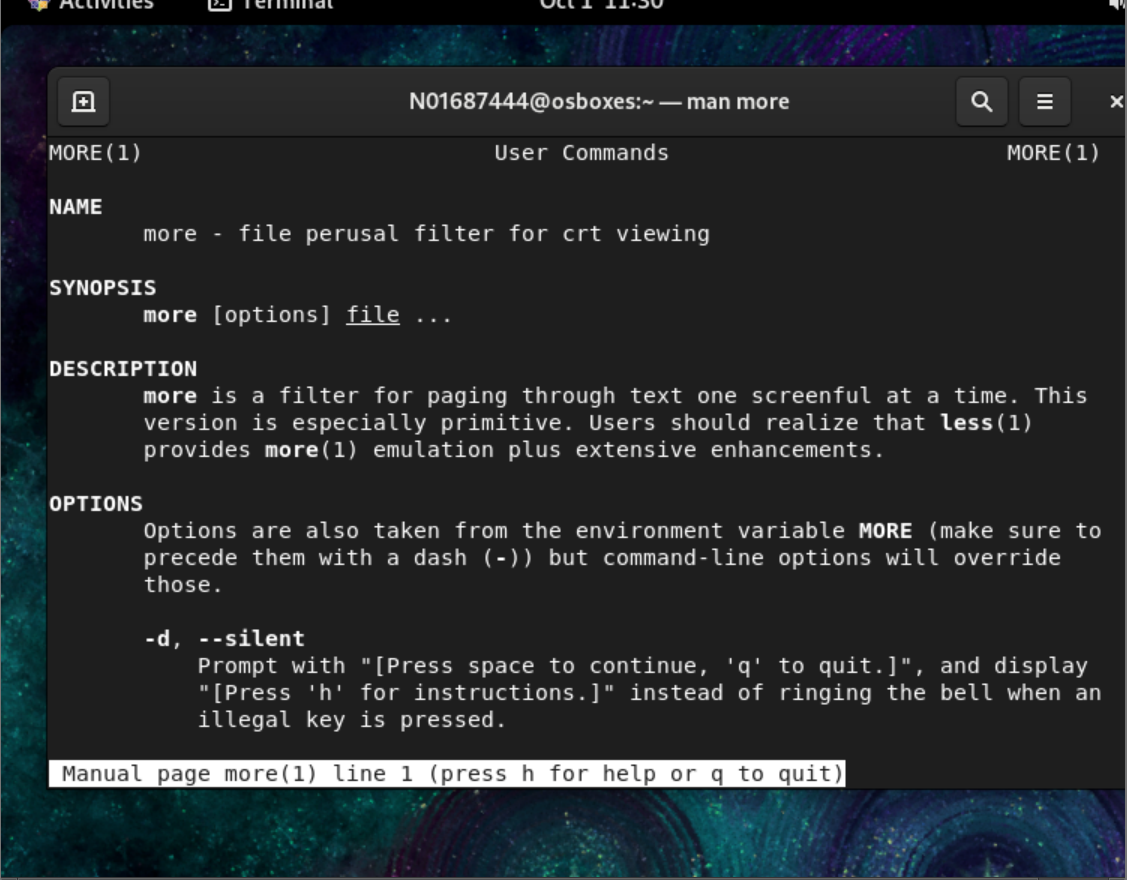 Activities Terminal Oct 1 11:30
N01687444@osboxes:~ — man more
MORE(1) User Commands MORE(1)
NAME
more - file perusal filter for crt viewing
SYNOPSIS
more [options] file ...
DESCRIPTION
more is a filter for paging through text one screenful at a time. This
version is especially primitive. Users should realize that less(1)
provides more(1) emulation plus extensive enhancements.
OPTIONS
Options are also taken from the environment variable MORE (make sure to
precede them with a dash (-)) but command-line options will override
those.
-d, --silent
Prompt with "[Press space to continue, 'q' to quit.]", and display
"[Press 'h' for instructions.]" instead of ringing the bell when an
illegal key is pressed.
Manual page more(1) line 1 (press h for help or q to quit)